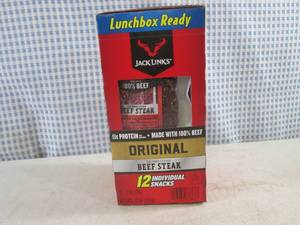 Lunchbox Ready
JACK LINK'S
100% BEEF
BEEF STEAK
PROTEIN
• MADE WITH 100% BEEF
ORIGINAL
BEEF STEAK
12 INDIVIDUAL
SNACKS